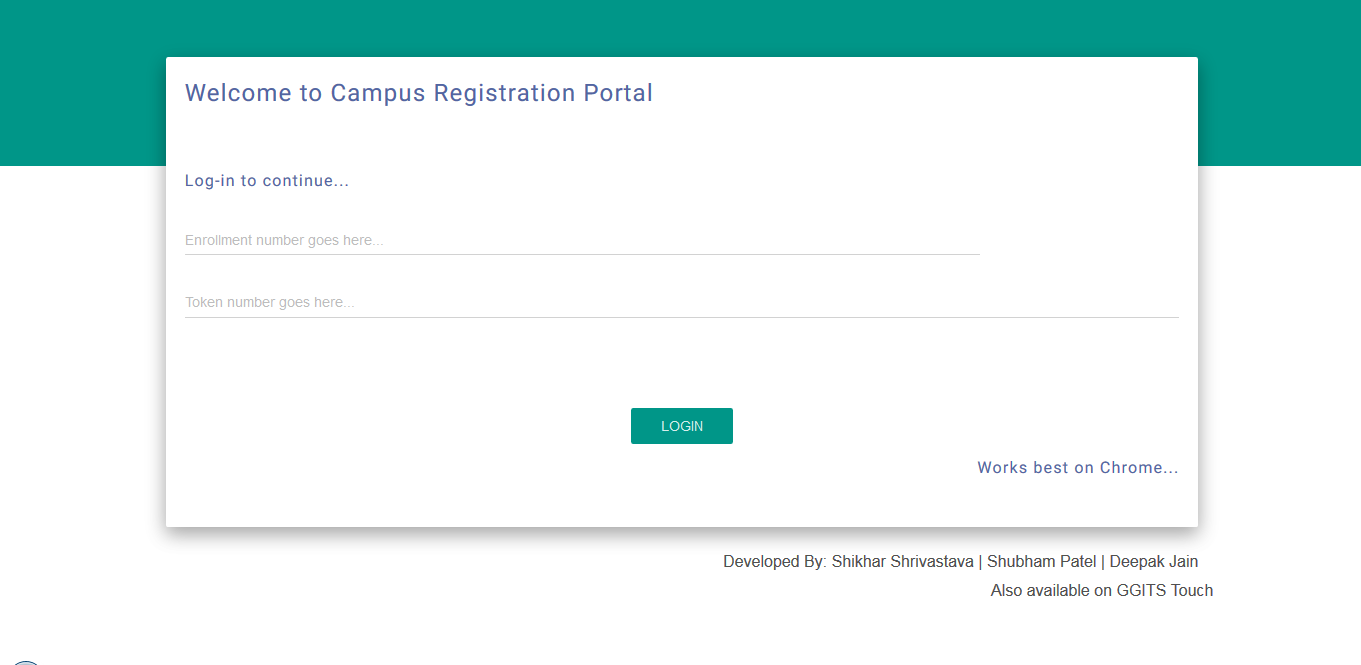 Welcome to Campus Registration Portal
Log-in to continue...
Enrollment number goes here...
Token number goes here...
LOGIN
Works best on Chrome...
Developed By: Shikhar Shrivastava | Shubham Patel | Deepak Jain
Also available on GGITS Touch